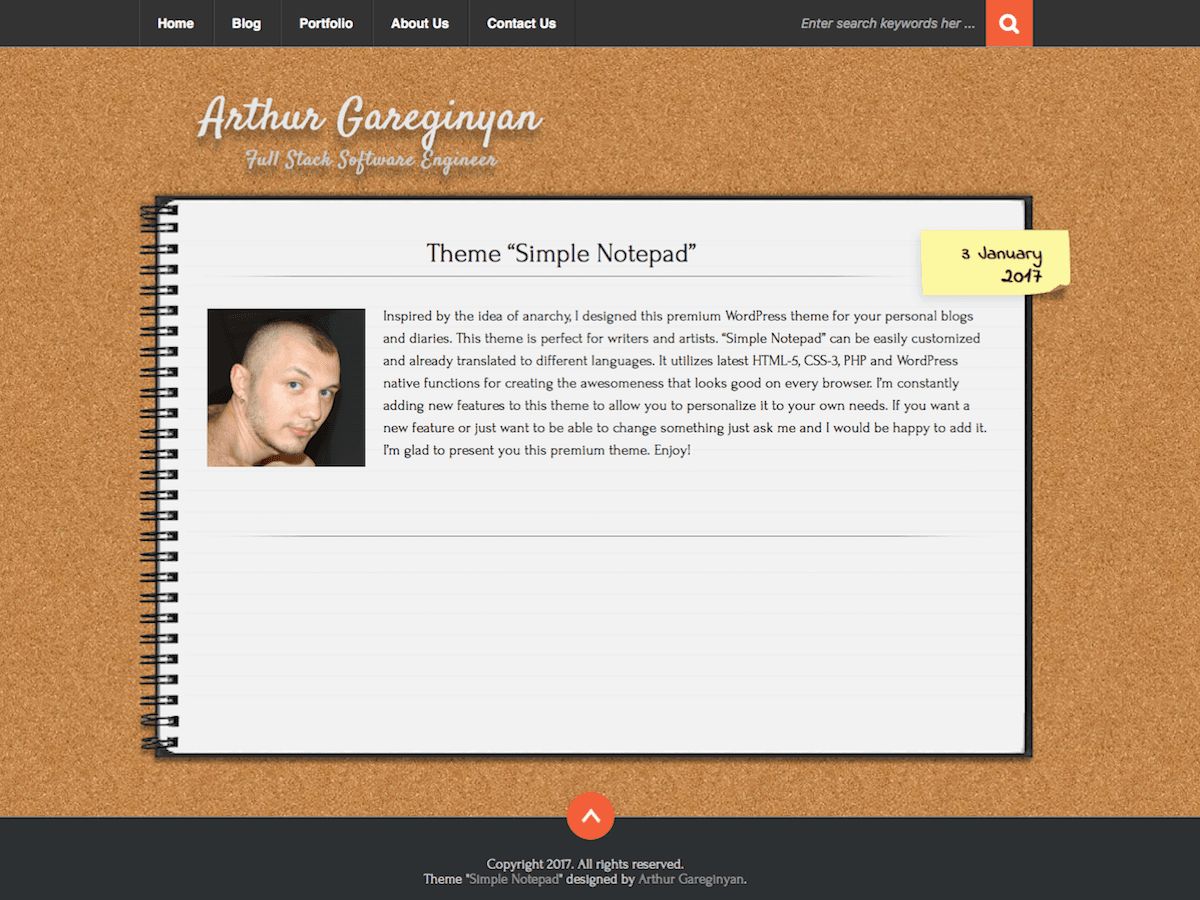 Home Blog Portfolio About Us Contact Us Enter search keywords her ...
Arthur Gareginyan
Full Stack Software Engineer
Theme “Simple Notepad”
3 January
2017
Inspired by the idea of anarchy, I designed this premium WordPress theme for your personal blogs
and diaries. This theme is perfect for writers and artists. “Simple Notepad” can be easily customized
and already translated to different languages. It utilizes latest HTML-5, CSS-3, PHP and WordPress
native functions for creating the awesomeness that looks good on every browser. I’m constantly
adding new features to this theme to allow you to personalize it to your own needs. If you want a
new feature or just want to be able to change something just ask me and I would be happy to add it.
I’m glad to present you this premium theme. Enjoy!
Copyright 2017. All rights reserved.
Theme "Simple Notepad" designed by Arthur Gareginyan.